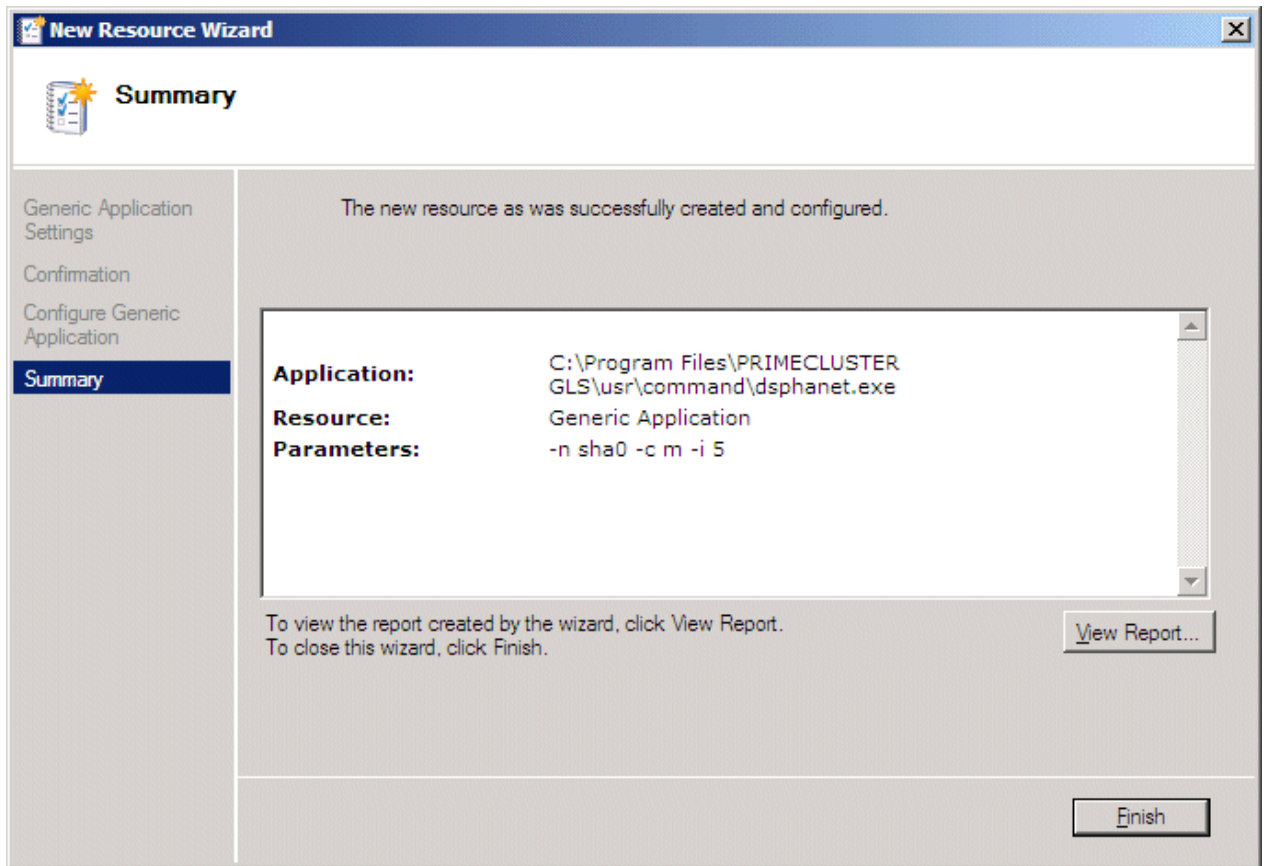 New Resource Wizard
Summary
Generic Application
Settings
Confirmation
Configure Generic
Application
Summary
The new resource as was successfully created and configured.
Application: C:\Program Files\PRIMECLUSTER
GLS\usr\command\dsphanet.exe
Resource: Generic Application
Parameters: -n sha0 -c m -i 5
To view the report created by the wizard, click View Report.
To close this wizard, click Finish.
View Report...
Finish